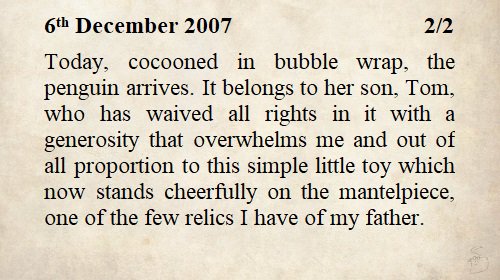 6th December 2007 2/2
Today, cocooned in bubble wrap, the
penguin arrives. It belongs to her son, Tom,
who has waived all rights in it with a
generosity that overwhelms me and out of
all proportion to this simple little toy which
now stands cheerfully on the mantelpiece,
one of the few relics I have of my father.